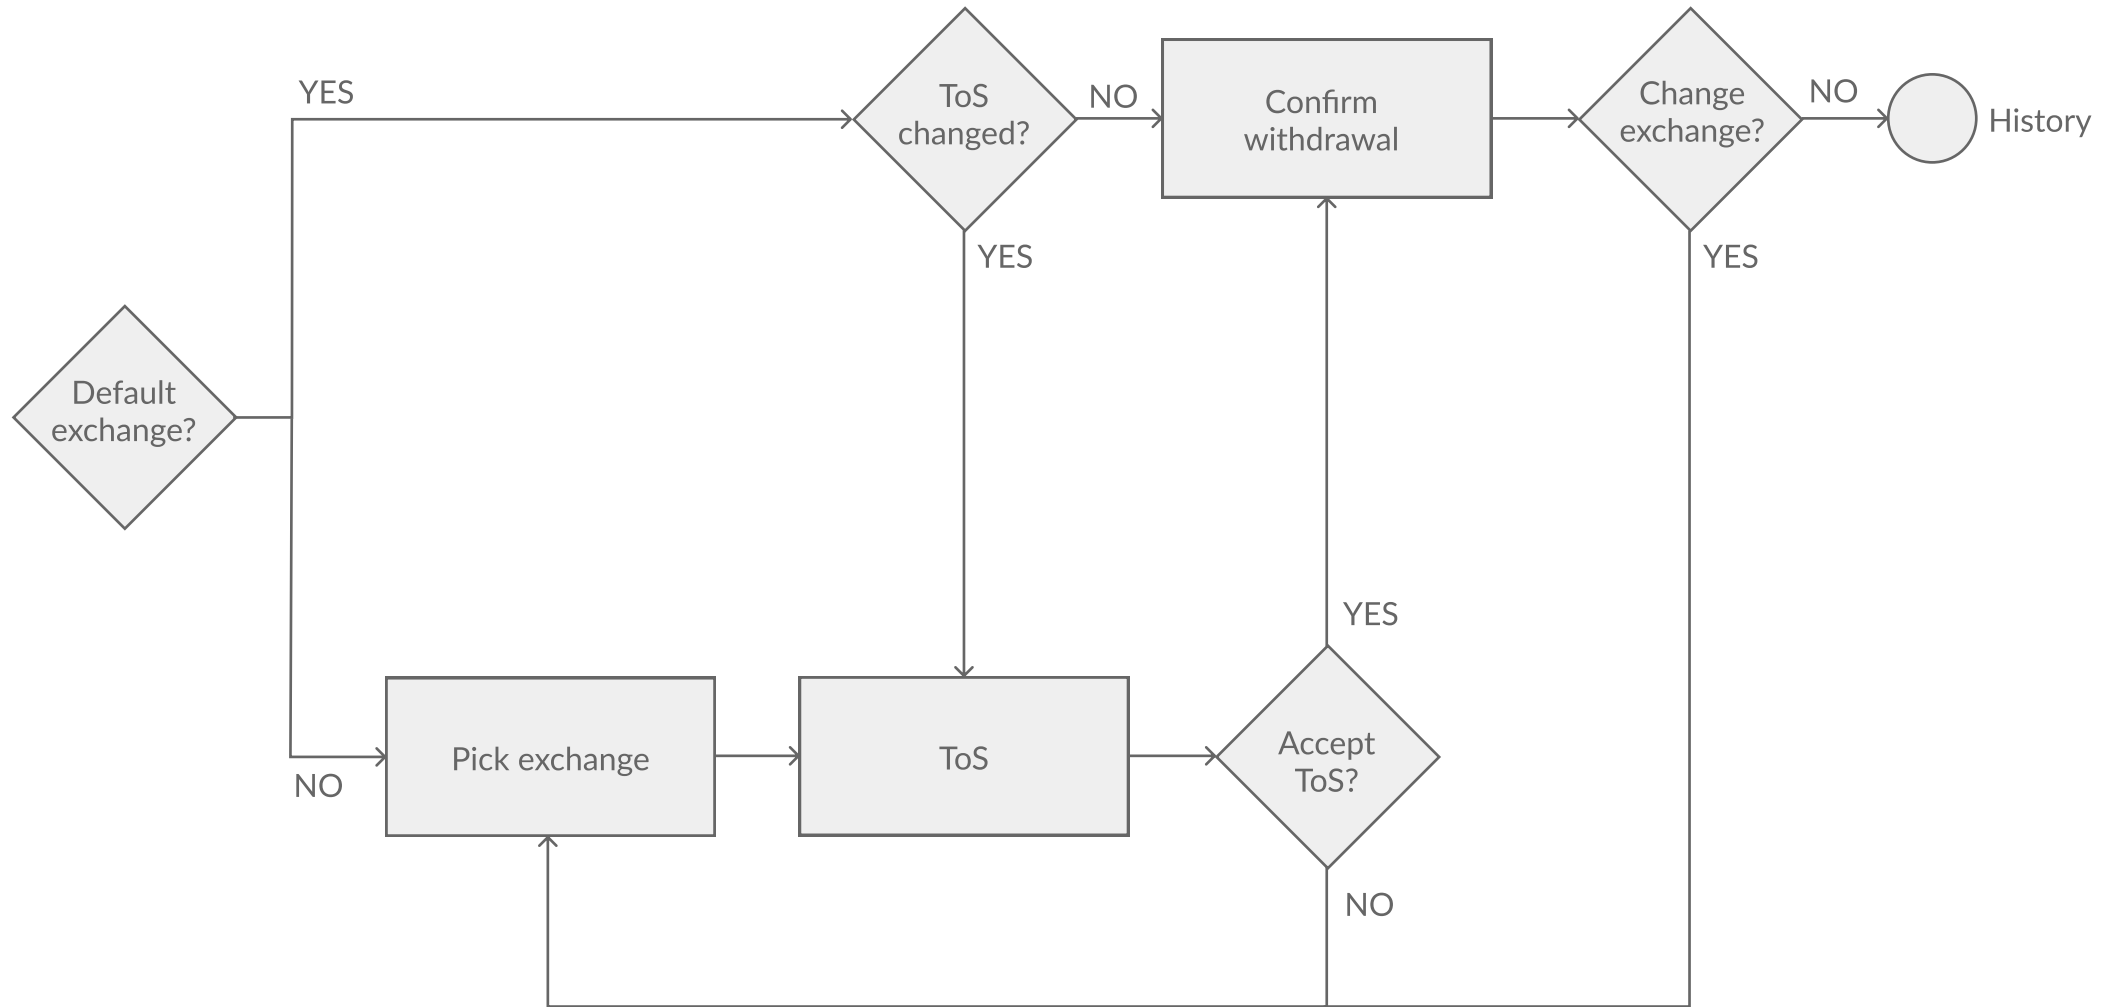 YES
ToS
changed?
NO
Confirm
withdrawal
Change
exchange?
NO
History
YES
YES
Default
exchange?
YES
Pick exchange
ToS
Accept
ToS?
NO
NO